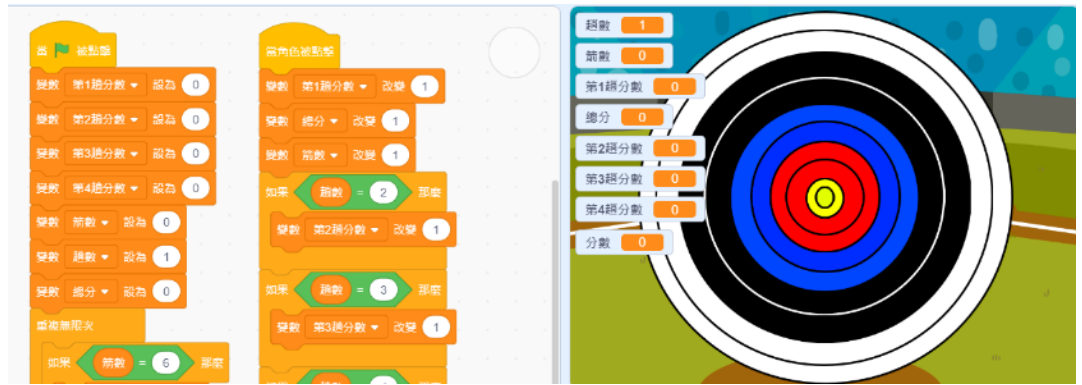 當 被點擊
變數 第1趟分數 設為 0
變數 第2趟分數 設為 0
變數 第3趟分數 設為 0
變數 第4趟分數 設為 0
變數 箭數 設為 0
變數 趟數 設為 1
變數 總分 設為 0
重複無限次
如果 箭數 = 6 那麼
當角色被點擊
變數 第1趟分數 改變 1
變數 總分 改變 1
變數 箭數 改變 1
如果 趟數 = 2 那麼
變數 第2趟分數 改變 1
如果 趟數 = 3 那麼
變數 第3趟分數 改變 1
趟數 1
箭數 0
第1趟分數 0
總分 0
第2趟分數 0
第3趟分數 0
第4趟分數 0
分數 0